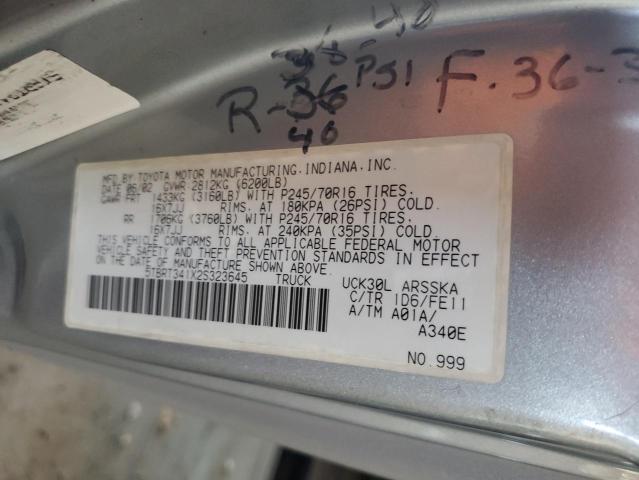 38-40
PSI
R-36
40
F.36-3
MFD.BY TOYOTA MOTOR MANUFACTURING,INDIANA,INC.
DATE 06/02 GVWR 2812KG (6200LB)
GAWR FRT 1433KG (3160LB) WITH P245/70R16 TIRES.
16X7JJ RIMS. AT 180KPA (26PSI) COLD.
RR 1706KG (3760LB) WITH P245/70R16 TIRES.
16X7JJ RIMS. AT 240KPA (35PSI) COLD.
THIS VEHICLE CONFORMS TO ALL APPLICABLE FEDERAL MOTOR
VEHICLE SAFETY AND THEFT PREVENTION STANDARDS IN EFFECT
ON THE DATE OF MANUFACTURE SHOWN ABOVE.
5TBRT341X2S323645 TRUCK
UCK30L ARSSKA
C/TR 1D6/FE11
A/TM A01A/
A340E
NO.999